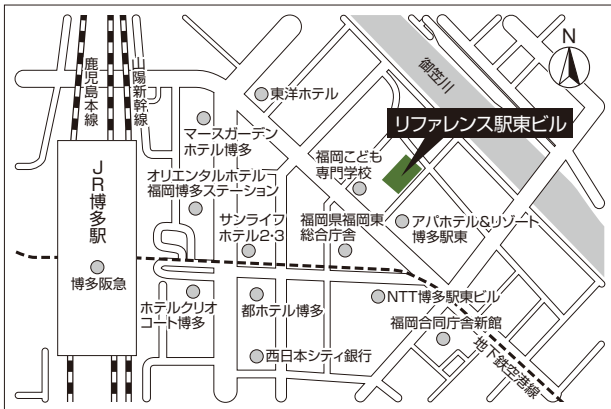 鹿児島本線
山陽新幹線
東洋ホテル
御笠川
N
マースガーデン
ホテル博多
リファレンス駅東ビル
福岡こども
専門学校
JR博多駅
オリエンタルホテル
福岡博多ステーション
サンライフ
ホテル2・3
福岡県福岡東
総合庁舎
アパホテル&リゾート
博多駅東
博多阪急
ホテルクリオ
コート博多
都ホテル博多
NTT博多駅東ビル
福岡合同庁舎新館
西日本シティ銀行
地下鉄空港線